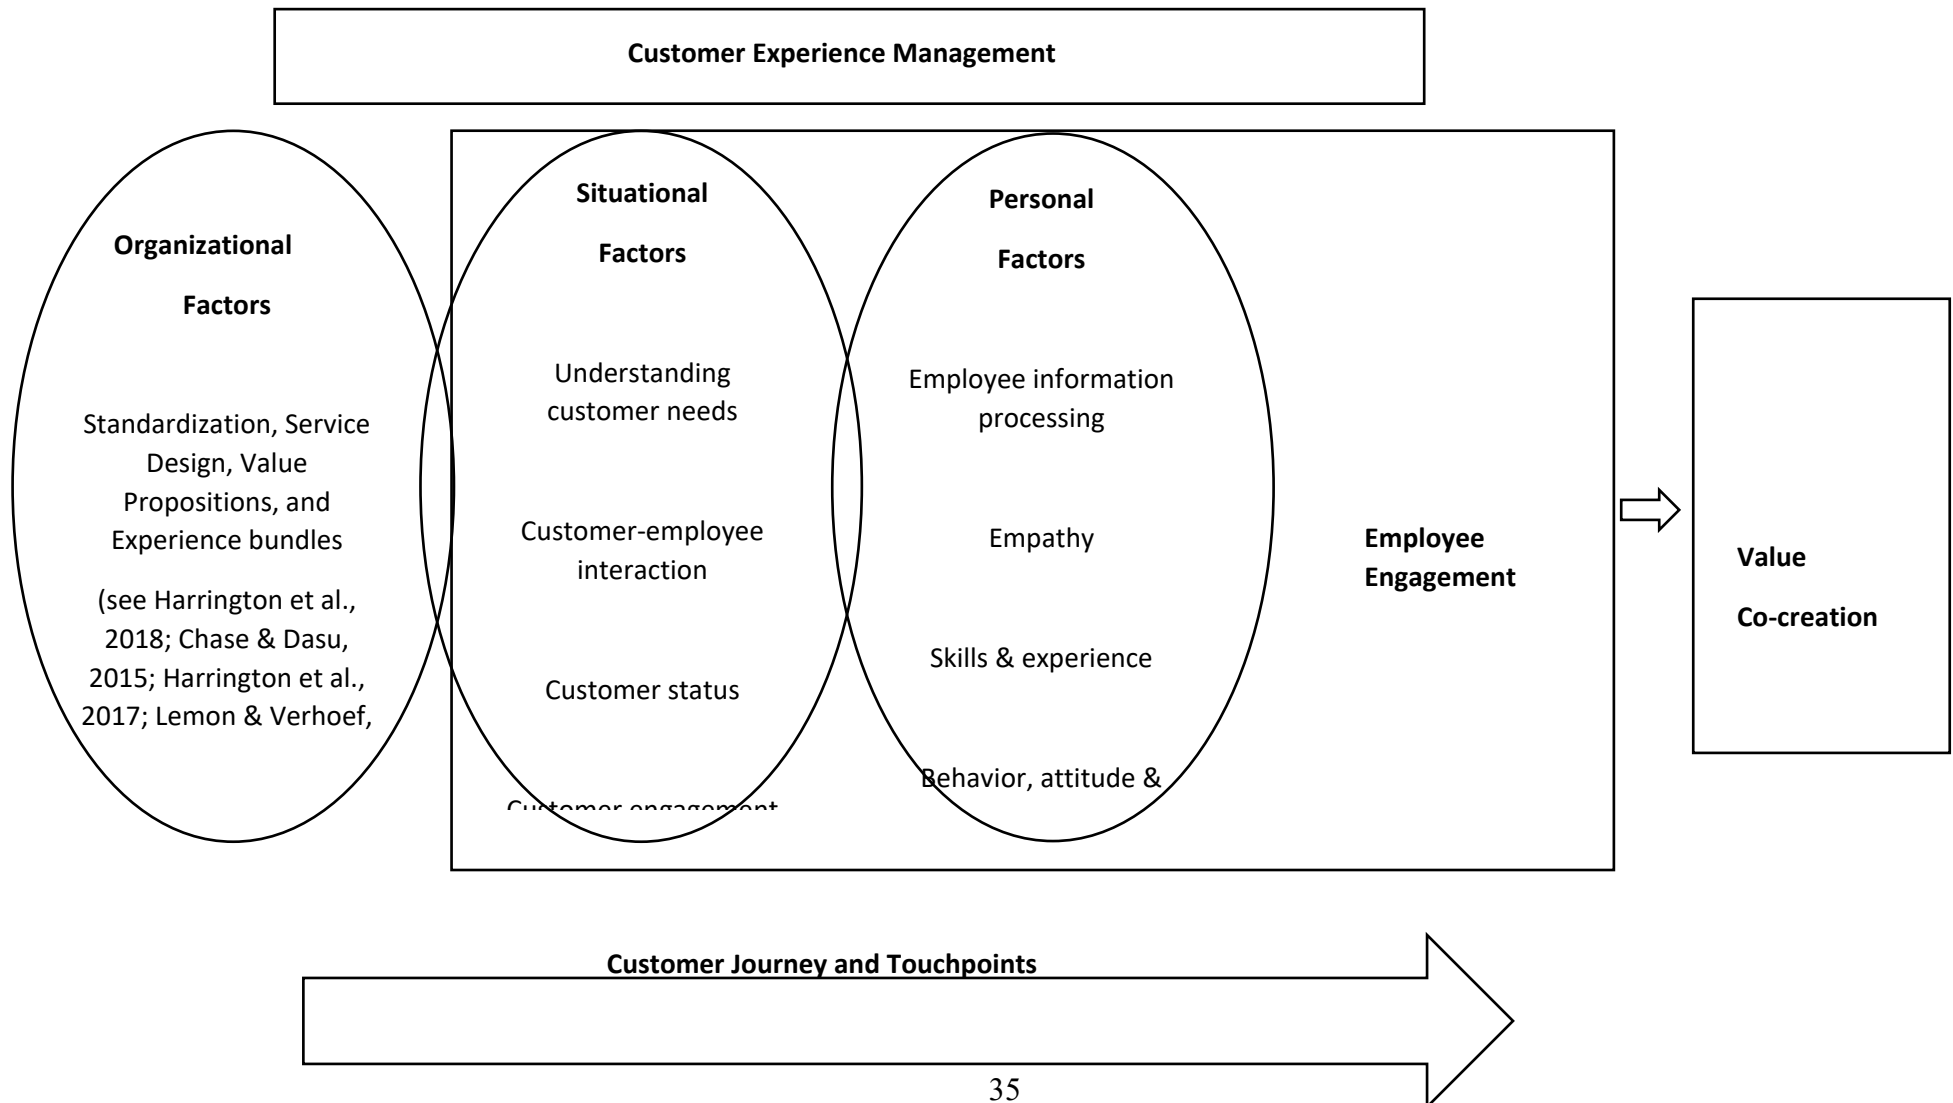 Customer Experience Management
Organizational
Factors
Standardization, Service
Design, Value
Propositions, and
Experience bundles
(see Harrington et al.,
2018; Chase & Dasu,
2015; Harrington et al.,
2017; Lemon & Verhoef,
Situational
Factors
Understanding
customer needs
Customer-employee
interaction
Customer status
Customer engagement
Personal
Factors
Employee information
processing
Empathy
Skills & experience
Behavior, attitude &
Employee
Engagement
Value
Co-creation
Customer Journey and Touchpoints
35